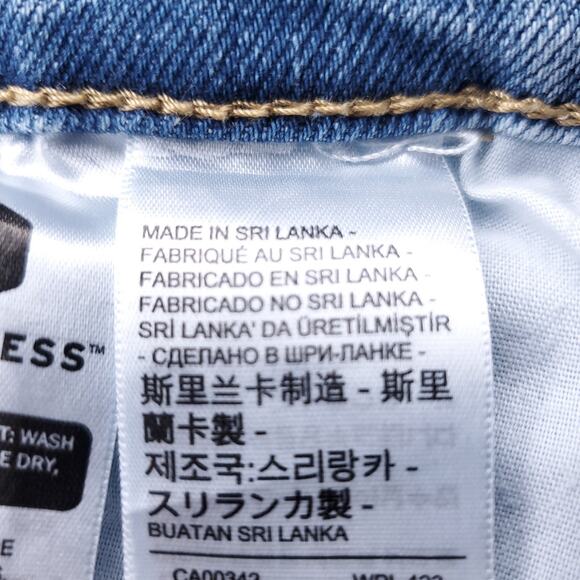 MADE IN SRI LANKA -
FABRIQUÉ AU SRI LANKA -
FABRICADO EN SRI LANKA -
FABRICADO NO SRI LANKA -
SRİ LANKA' DA ÜRETİLMİŞTİR
- СДЕЛАНО В ШРИ-ЛАНКЕ -
斯里兰卡制造 - 斯里
蘭卡製 -
제조국:스리랑카 -
スリランカ製 -
BUATAN SRI LANKA
CA00342
ESS™
T: WASH
E DRY,
E